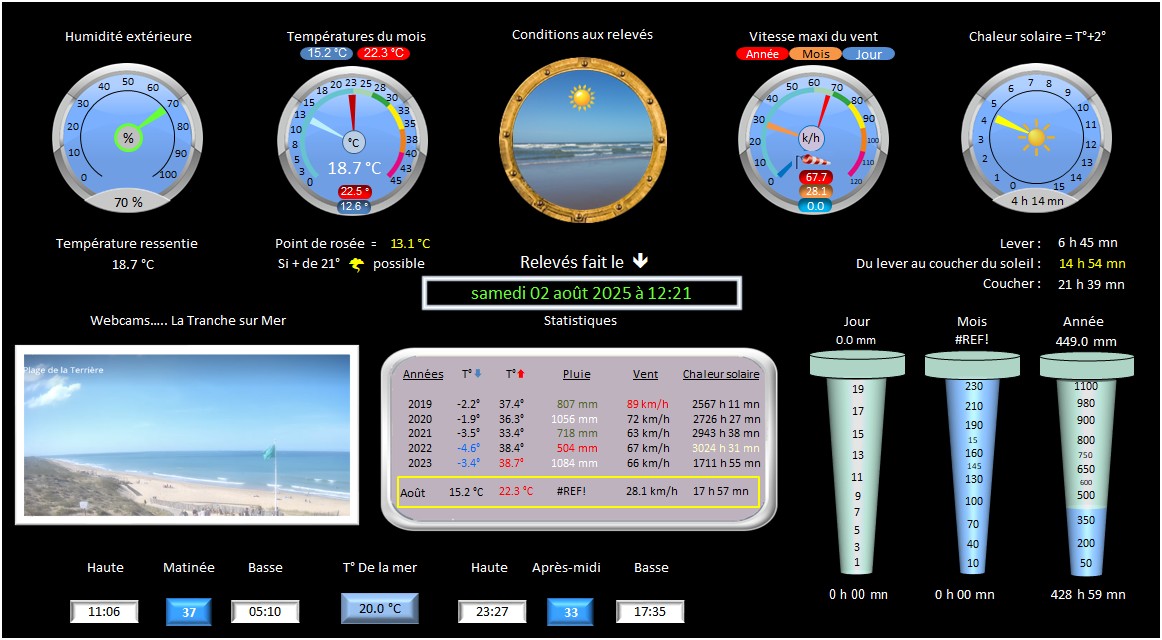 Humidité extérieure
Températures du mois
Conditions aux relevés
Vitesse maxi du vent
Chaleur solaire = T°+2°
15.2 °C 22.3 °C
Année Mois Jour
0 10 20 30 40 50 60 70 80 90 100
%
70 %
0 3 5 8 10 13 15 18 20 23 25 28 30 33 35 38 40 43 45
°C
18.7 °C
22.5 °
12.6 °
0 10 20 30 40 50 60 70 80 90 100 110 120
k/h
67.7
28.1
0.0
0 1 2 3 4 5 6 7 8 9 10 11 12 13 14 15
4 h 14 mn
Température ressentie
18.7 °C
Point de rosée = 13.1 °C
Si + de 21° possible
Relevés fait le
samedi 02 août 2025 à 12:21
Lever : 6 h 45 mn
Du lever au coucher du soleil : 14 h 54 mn
Coucher : 21 h 39 mn
Webcams..... La Tranche sur Mer
Plage de la Terrière
Statistiques
Années T° T° Pluie Vent Chaleur solaire
2019 -2.2° 37.4° 807 mm 89 km/h 2567 h 11 mn
2020 -1.9° 36.3° 1056 mm 72 km/h 2726 h 27 mn
2021 -3.5° 33.4° 718 mm 63 km/h 2943 h 38 mn
2022 -4.6° 38.4° 504 mm 67 km/h 3024 h 31 mn
2023 -3.4° 38.7° 1084 mm 66 km/h 1711 h 55 mn
Août 15.2 °C 22.3 °C #REF! 28.1 km/h 17 h 57 mn
Jour
0.0 mm
19
17
15
13
11
9
7
5
3
1
0 h 00 mn
Mois
#REF!
230
210
190
15
160
145
130
100
70
40
10
0 h 00 mn
Année
449.0 mm
1100
980
900
800
750
650
600
500
350
200
50
428 h 59 mn
Haute Matinée Basse T° De la mer Haute Après-midi Basse
11:06 37 05:10 20.0 °C 23:27 33 17:35